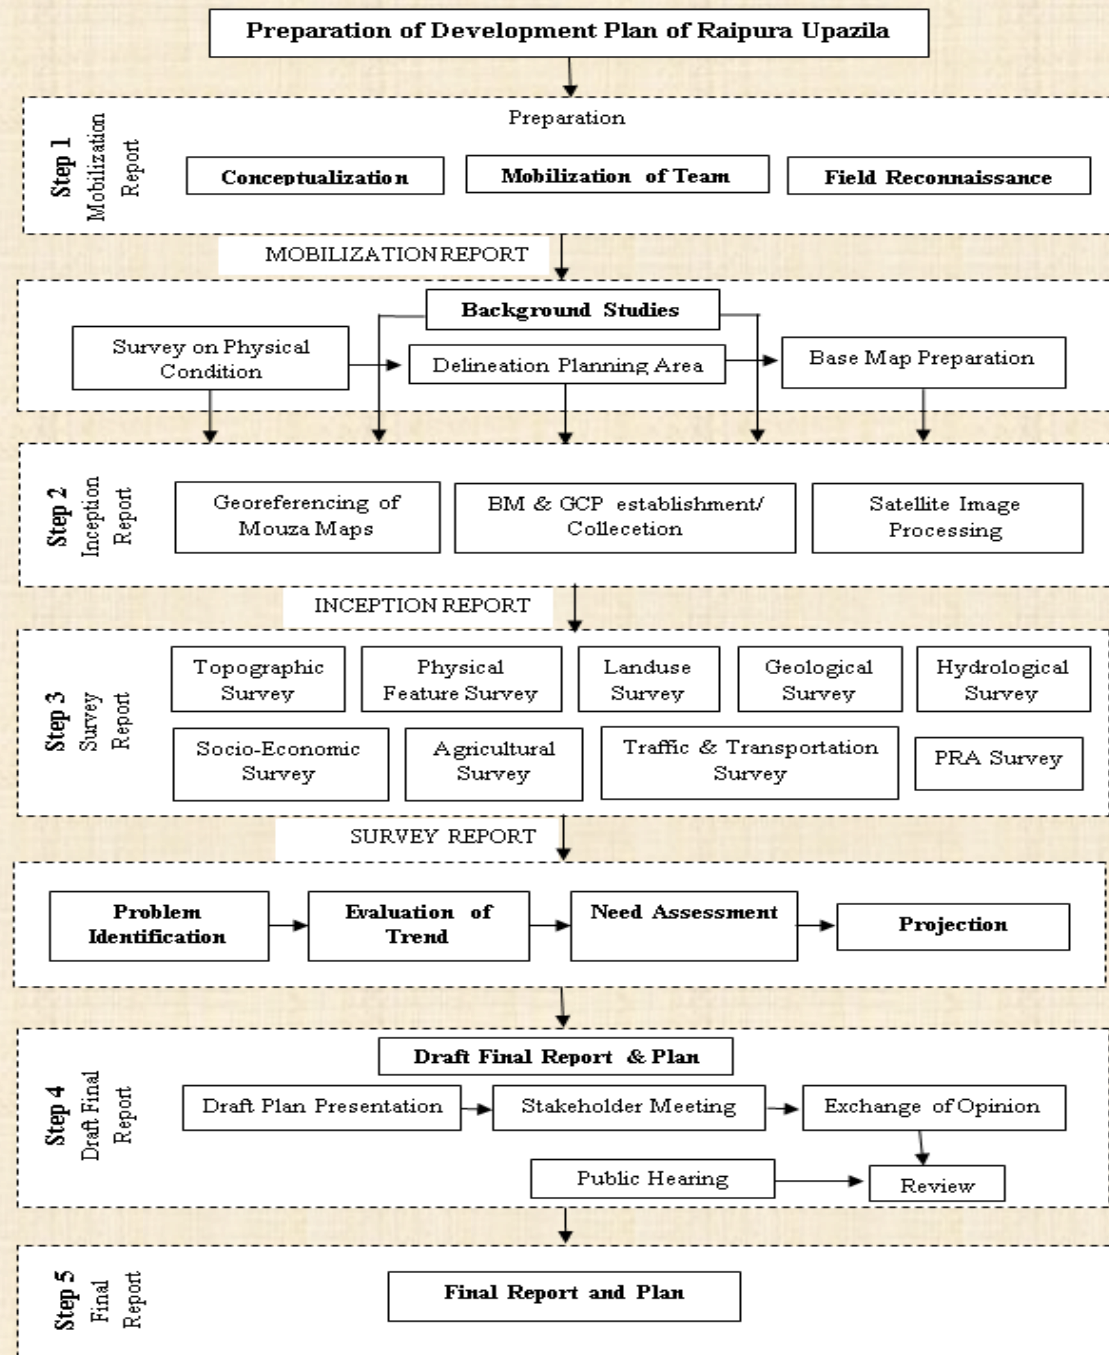 Preparation of Development Plan of Raipura Upazila
Step 1
Mobilization
Report
Preparation
Conceptualization
Mobilization of Team
Field Reconnaissance
MOBILIZATION REPORT
Background Studies
Survey on Physical
Condition
Delineation Planning Area
Base Map Preparation
Step 2
Inception
Report
Georeferencing of
Mouza Maps
BM & GCP establishment/
Collecetion
Satellite Image
Processing
INCEPTION REPORT
Step 3
Survey
Report
Topographic
Survey
Physical
Feature Survey
Landuse
Survey
Geological
Survey
Hydrological
Survey
Socio-Economic
Survey
Agricultural
Survey
Traffic & Transportation
Survey
PRA Survey
SURVEY REPORT
Problem
Identification
Evaluation of
Trend
Need Assessment
Projection
Step 4
Draft Final
Report
Draft Final Report & Plan
Draft Plan Presentation
Stakeholder Meeting
Exchange of Opinion
Public Hearing
Review
Step 5
Final
Report
Final Report and Plan